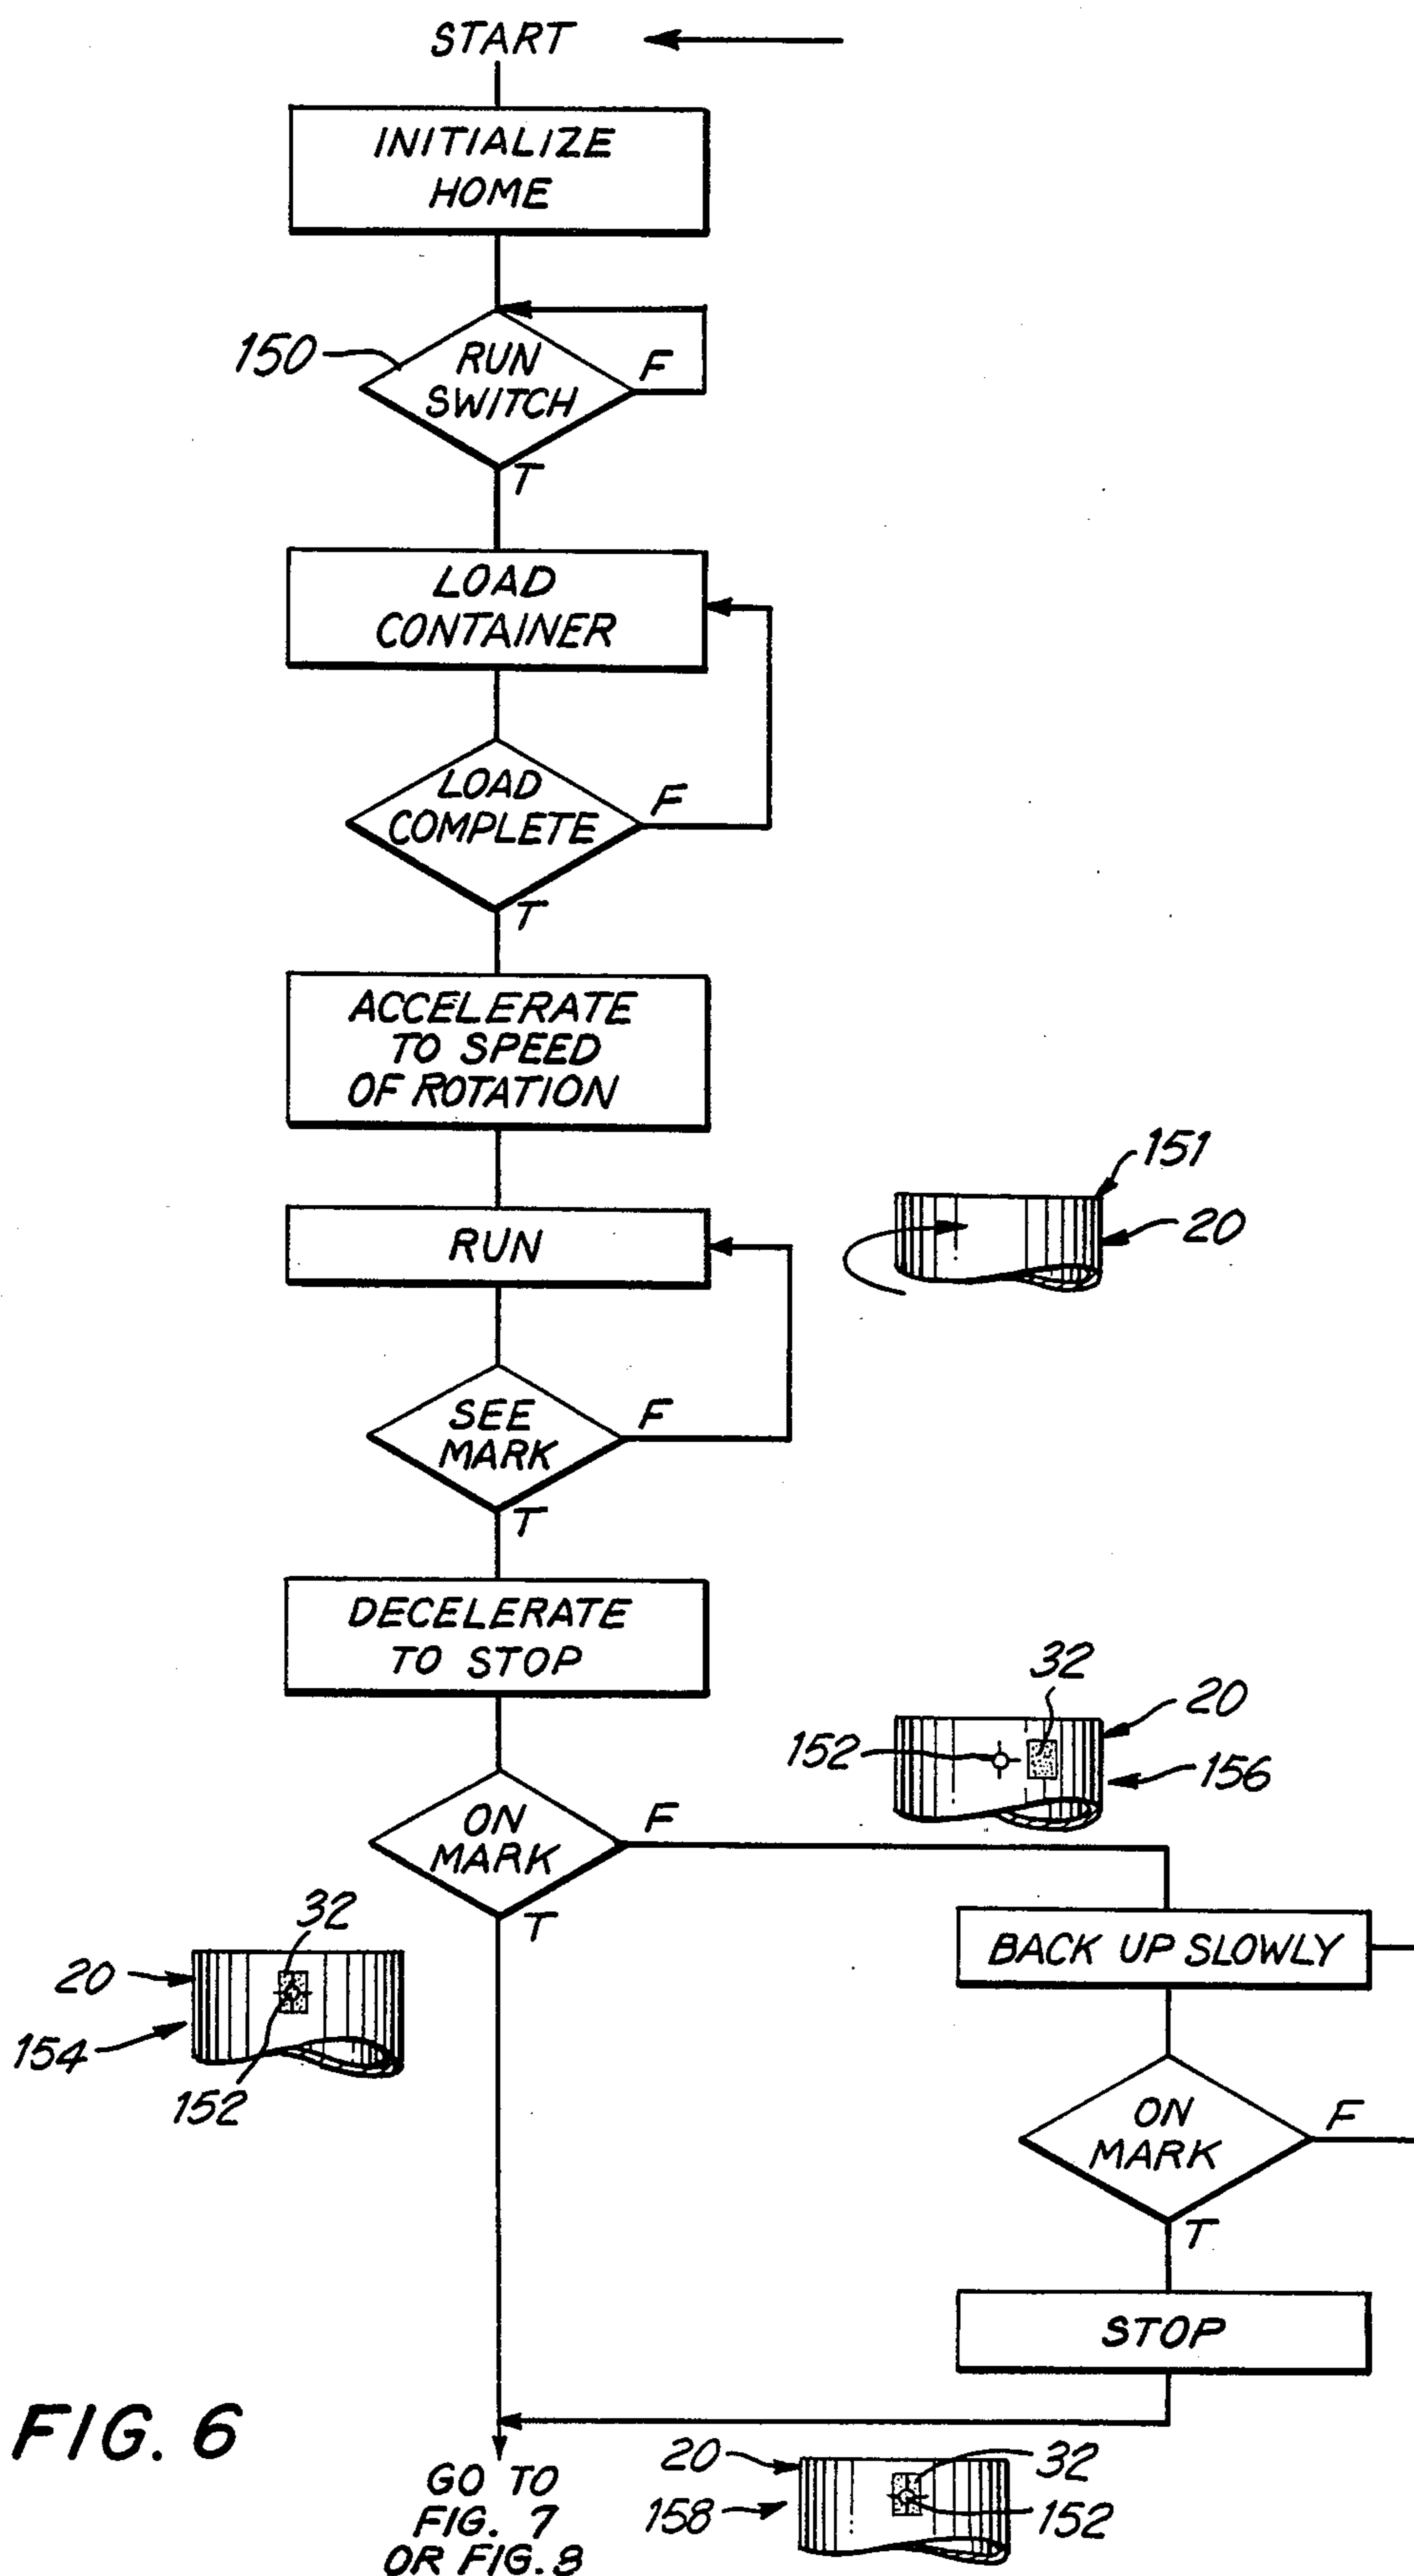 START
INITIALIZE
HOME
150
RUN
SWITCH
F
T
LOAD
CONTAINER
LOAD
COMPLETE
F
T
ACCELERATE
TO SPEED
OF ROTATION
151
20
RUN
SEE
MARK
F
T
DECELERATE
TO STOP
32
20
152
156
ON
MARK
F
T
32
20
154
152
BACK UP SLOWLY
ON
MARK
F
T
STOP
FIG. 6
GO TO
FIG. 7
OR FIG. 8
20
32
158
152